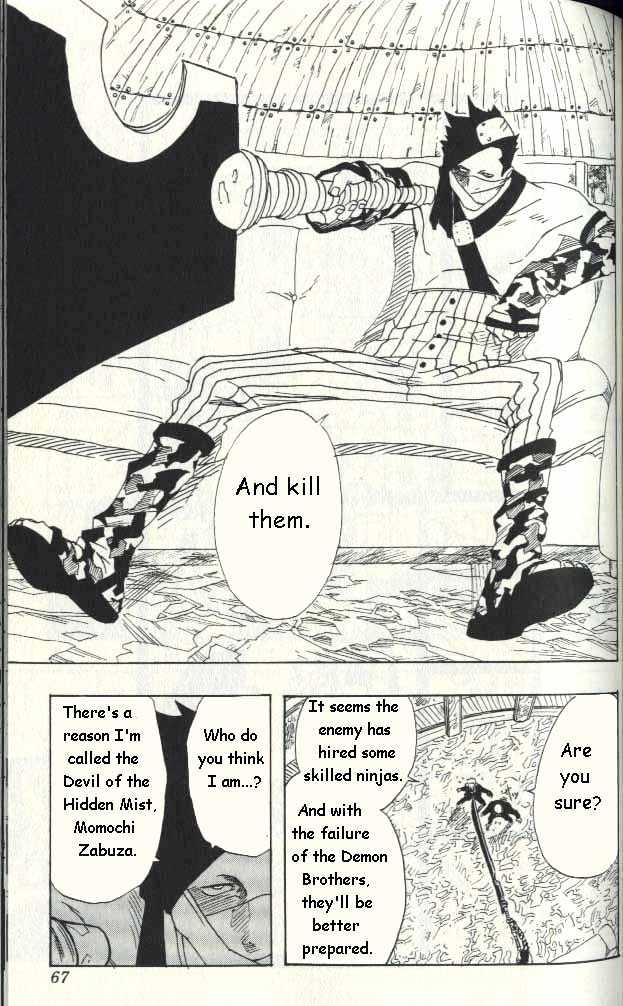 And kill
them.
Are
you
sure?
It seems the
enemy has
hired some
skilled ninjas.
And with
the failure
of the Demon
Brothers,
they'll be
better
prepared.
Who do
you think
I am...?
There's a
reason I'm
called the
Devil of the
Hidden Mist,
Momochi
Zabuza.
67